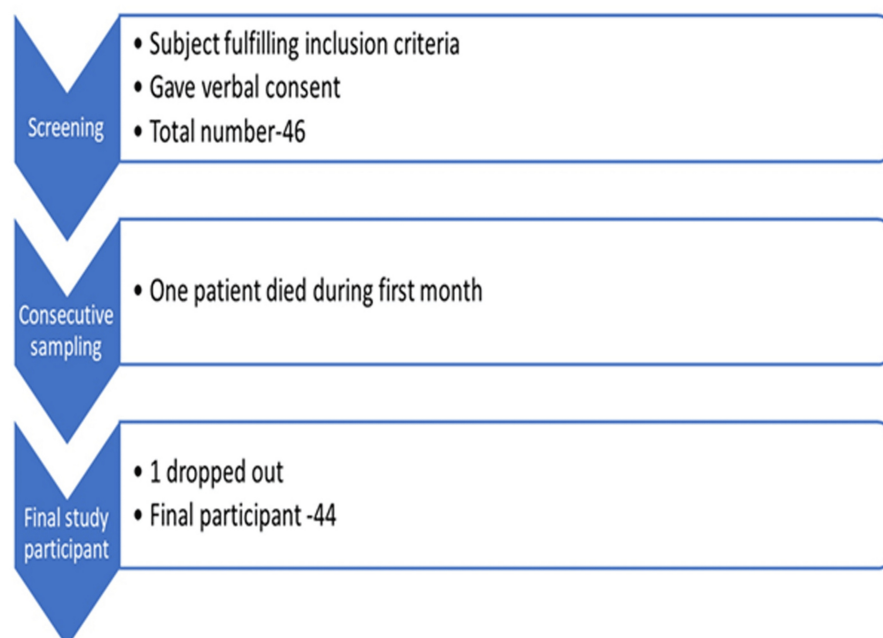 Screening
• Subject fulfilling inclusion criteria
• Gave verbal consent
• Total number-46
Consecutive
sampling
• One patient died during first month
Final study
participant
• 1 dropped out
• Final participant -44